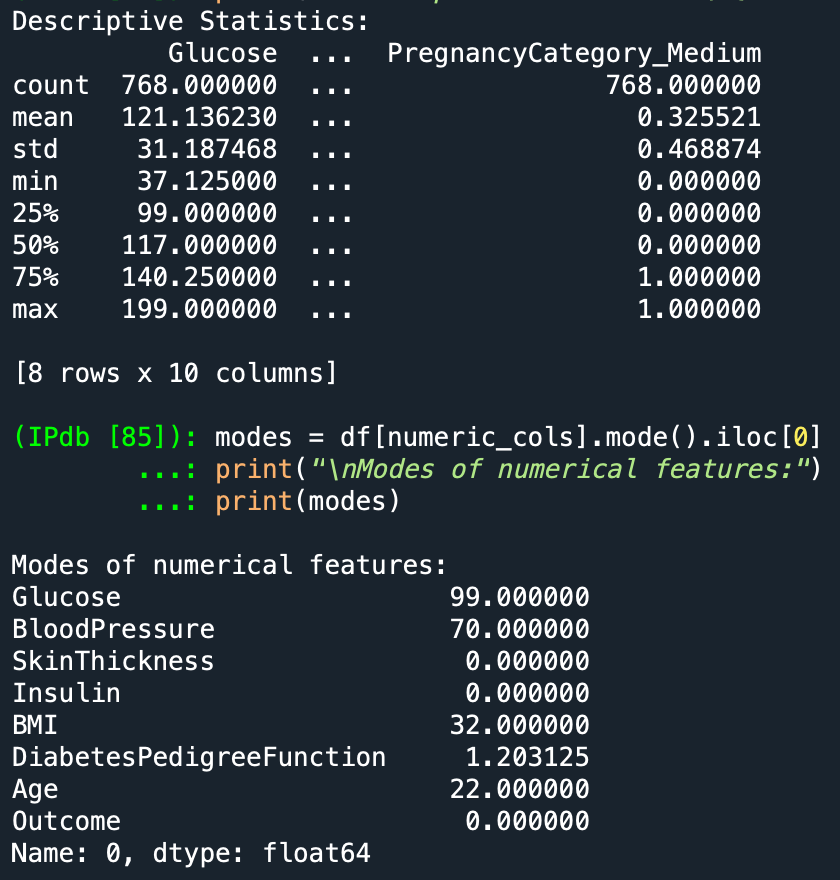 Descriptive Statistics:
Glucose ... PregnancyCategory_Medium
count 768.000000 ... 768.000000
mean 121.136230 ... 0.325521
std 31.187468 ... 0.468874
min 37.125000 ... 0.000000
25% 99.000000 ... 0.000000
50% 117.000000 ... 0.000000
75% 140.250000 ... 1.000000
max 199.000000 ... 1.000000
[8 rows x 10 columns]
(IPdb [85]): modes = df[numeric_cols].mode().iloc[0]
...: print("\nModes of numerical features:")
...: print(modes)
Modes of numerical features:
Glucose 99.000000
BloodPressure 70.000000
SkinThickness 0.000000
Insulin 0.000000
BMI 32.000000
DiabetesPedigreeFunction 1.203125
Age 22.000000
Outcome 0.000000
Name: 0, dtype: float64